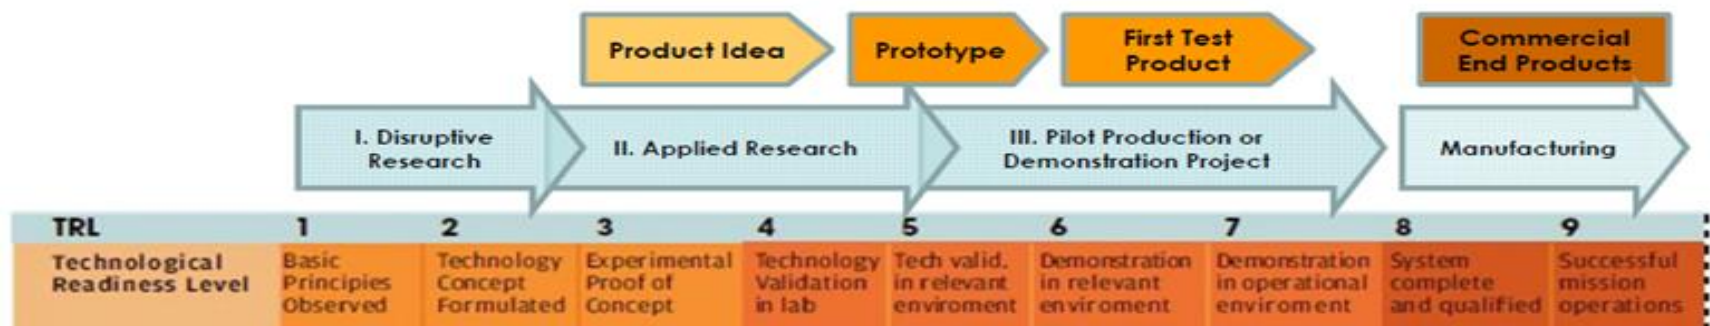 Product Idea
Prototype
First Test
Product
Commercial
End Products
I. Disruptive
Research
II. Applied Research
III. Pilot Production or
Demonstration Project
Manufacturing
TRL 1 2 3 4 5 6 7 8 9
Technological
Readiness Level
Basic
Principies
Observed
Technology
Concept
Formulated
Experimental
Proof of
Concept
Technology
Validation
in lab
Tech valid.
in relevant
enviroment
Demonstration
in relevant
enviroment
Demonstration
in operational
enviroment
System
complete
and qualified
Successful
mission
operations